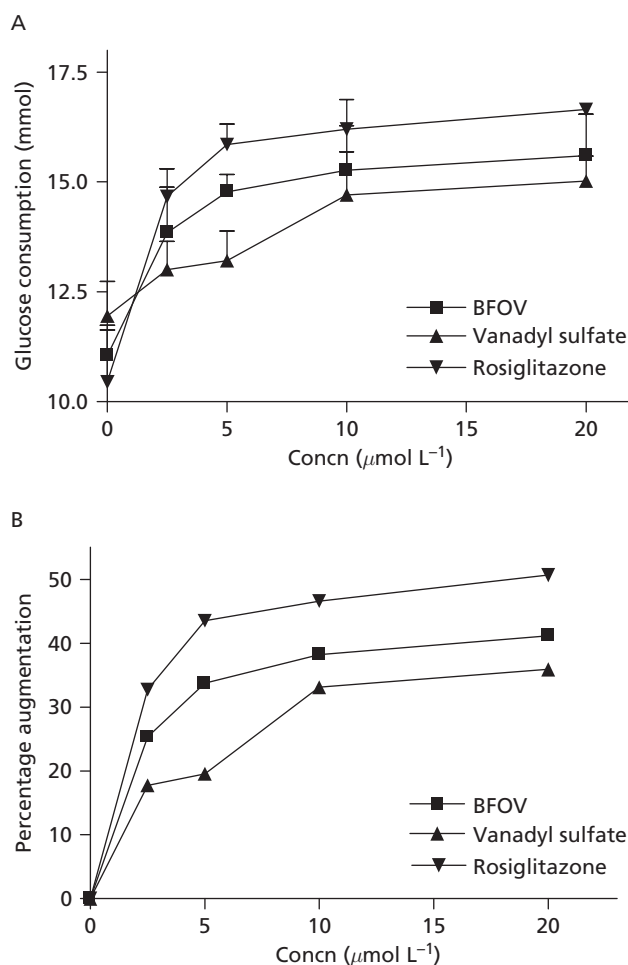 A
Glucose consumption (mmol)
17.5
15.0
12.5
10.0
0 5 10 15 20
Concn (μmol L⁻¹)
BFOV
Vanadyl sulfate
Rosiglitazone
B
Percentage augmentation
50
40
30
20
10
0
0 5 10 15 20
Concn (μmol L⁻¹)
BFOV
Vanadyl sulfate
Rosiglitazone